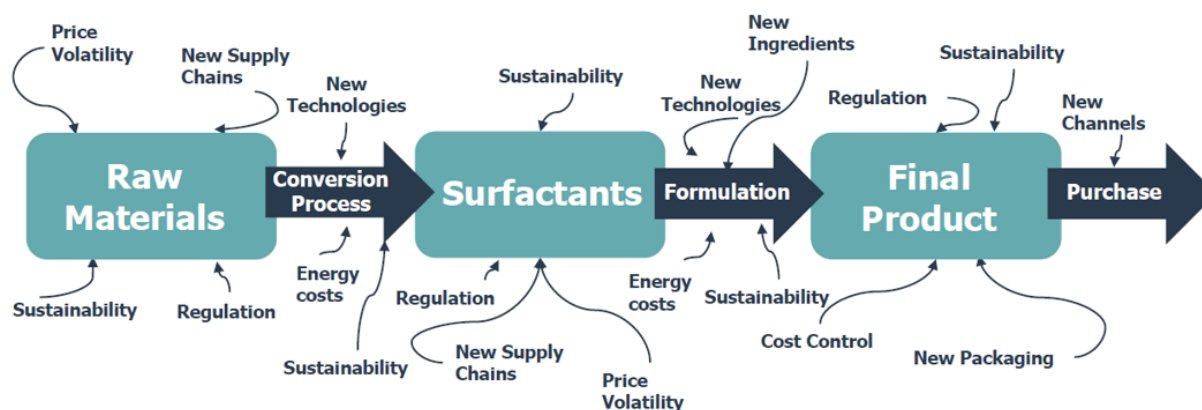 Price
Volatility
New Supply
Chains
New
Technologies
Sustainability
New
Ingredients
New
Technologies
Sustainability
Regulation
New
Channels
Raw
Materials
Conversion
Process
Surfactants
Formulation
Final
Product
Purchase
Sustainability
Regulation
Energy
costs
Sustainability
Regulation
New Supply
Chains
Price
Volatility
Energy
costs
Sustainability
Cost Control
New Packaging